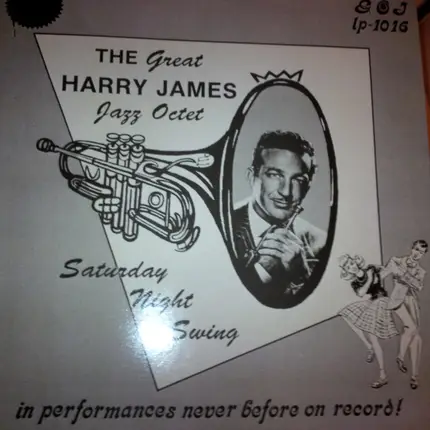 G.O.J
lp-1016
THE Great
HARRY JAMES
Jazz Octet
Saturday
Night
Swing
in performances never before on record!